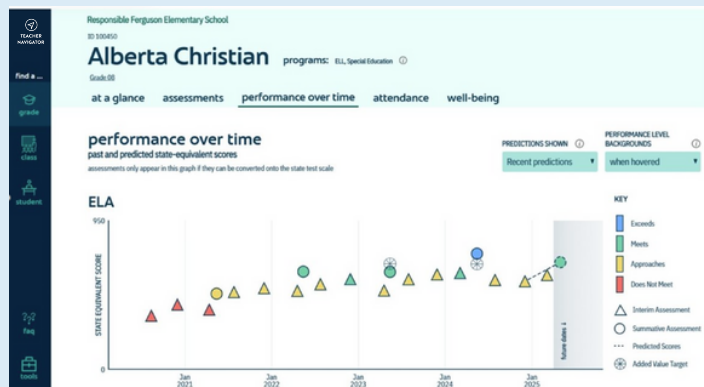 TEACHER
NAVIGATOR
find a ...
grade
class
student
faq
tools
Responsible Ferguson Elementary School
ID 100450
Alberta Christian
programs: ELL, Special Education
Grade 08
at a glance assessments performance over time attendance well-being
performance over time
past and predicted state-equivalent scores
assessments only appear in this graph if they can be converted onto the state test scale
PREDICTIONS SHOWN
Recent predictions
PERFORMANCE LEVEL
BACKGROUNDS
when hovered
ELA
950
STATE EQUIVALENT SCORE
0
Jan
2021
Jan
2022
Jan
2023
Jan
2024
Jan
2025
future dates ↓
KEY
Exceeds
Meets
Approaches
Does Not Meet
Interim Assessment
Summative Assessment
Predicted Scores
Added Value Target